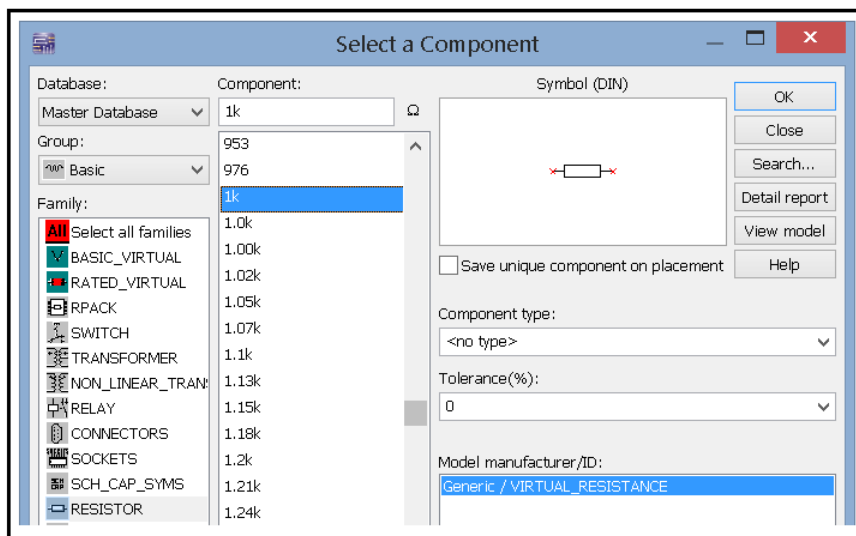 Select a Component
Database:
Master Database
Group:
Basic
Family:
All Select all families
BASIC_VIRTUAL
RATED_VIRTUAL
RPACK
SWITCH
TRANSFORMER
NON_LINEAR_TRAN
RELAY
CONNECTORS
SOCKETS
SCH_CAP_SYMS
RESISTOR
Component:
1k Ω
953
976
1k
1.0k
1.00k
1.02k
1.05k
1.07k
1.1k
1.13k
1.15k
1.18k
1.2k
1.21k
1.24k
Symbol (DIN)
Save unique component on placement
Component type:
<no type>
Tolerance(%):
0
Model manufacturer/ID:
Generic / VIRTUAL_RESISTANCE
OK
Close
Search...
Detail report
View model
Help